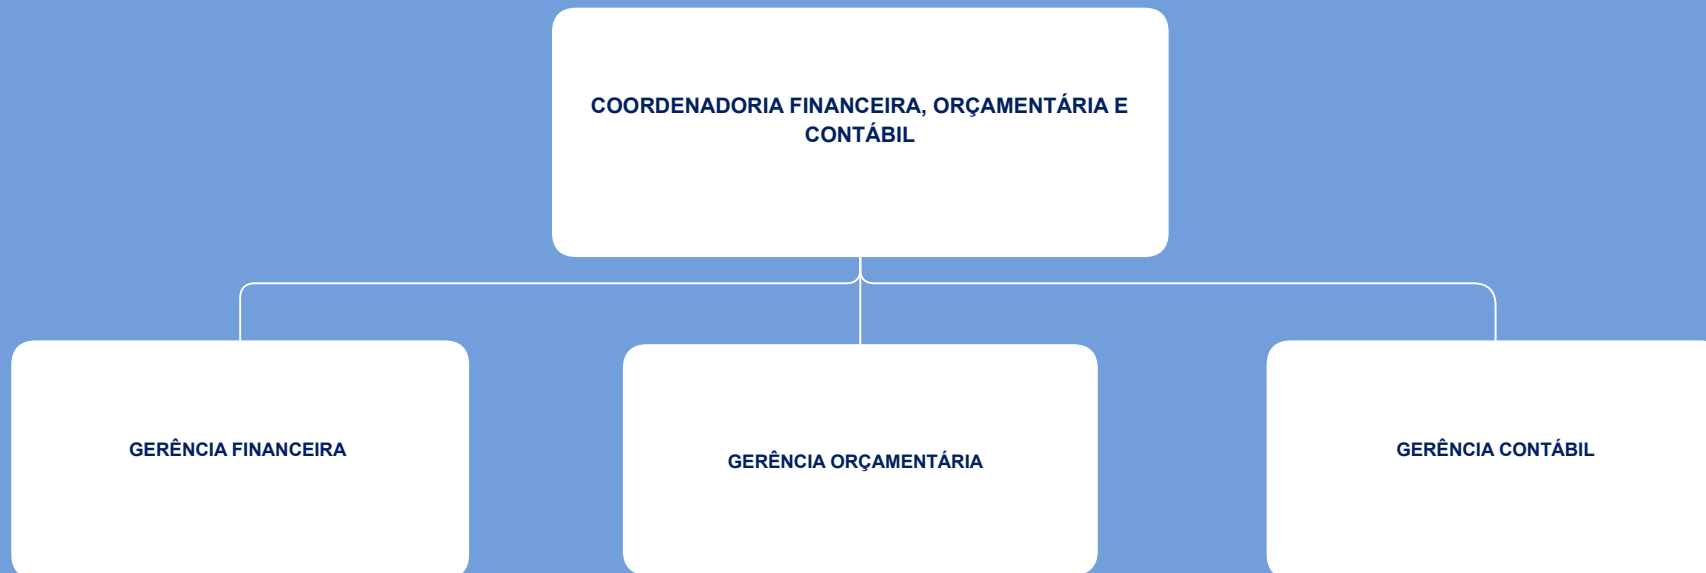 COORDENADORIA FINANCEIRA, ORÇAMENTÁRIA E
CONTÁBIL
GERÊNCIA FINANCEIRA
GERÊNCIA ORÇAMENTÁRIA
GERÊNCIA CONTÁBIL